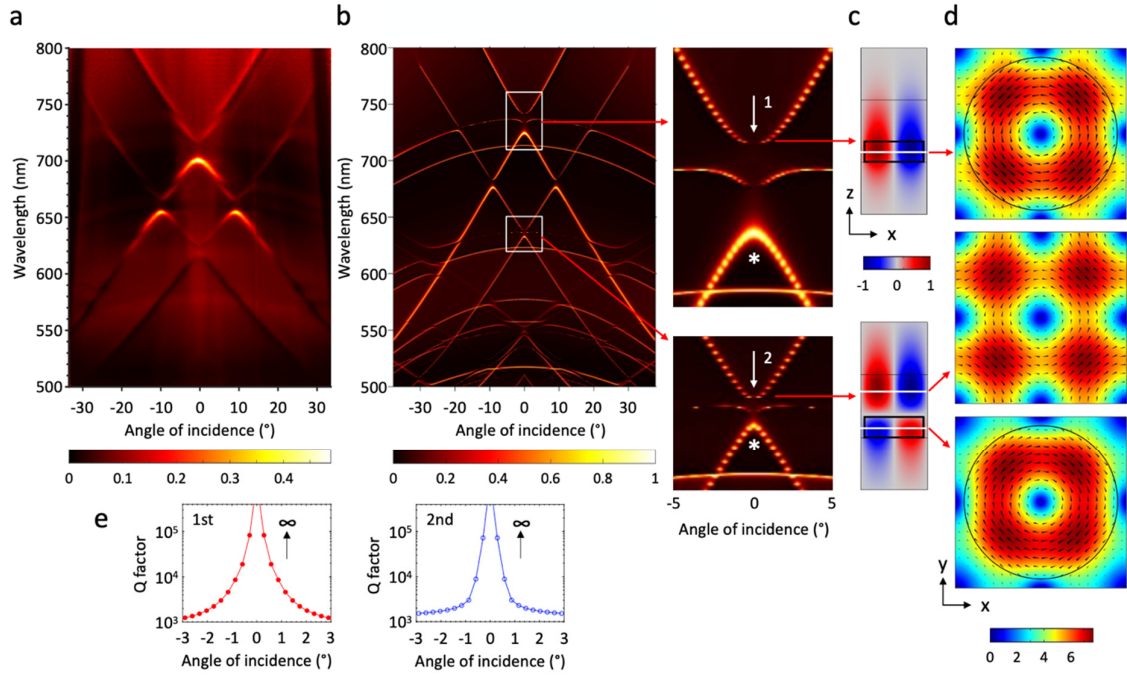 a
b
c
d
800
750
700
650
600
550
500
Wavelength (nm)
-30 -20 -10 0 10 20 30
Angle of incidence (°)
0 0.1 0.2 0.3 0.4
800
750
700
650
600
550
500
Wavelength (nm)
-30 -20 -10 0 10 20 30
Angle of incidence (°)
0 0.2 0.4 0.6 0.8 1
1
*
2
*
-5 0 5
Angle of incidence (°)
z
x
-1 0 1
y
x
0 2 4 6
e
1st
∞
10⁵
10⁴
10³
Q factor
-3 -2 -1 0 1 2 3
Angle of incidence (°)
2nd
∞
10⁵
10⁴
10³
Q factor
-3 -2 -1 0 1 2 3
Angle of incidence (°)